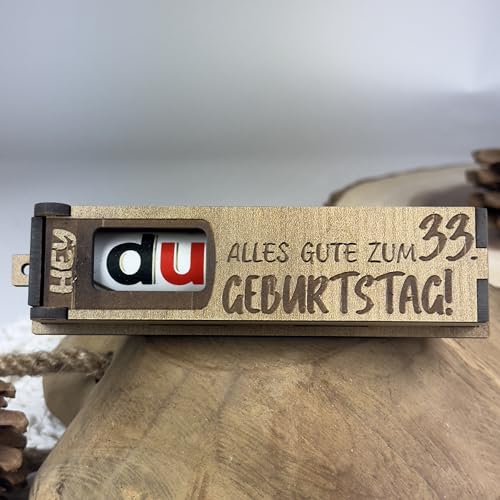 HEY
du
ALLES GUTE ZUM 33.
GEBURTSTAG!